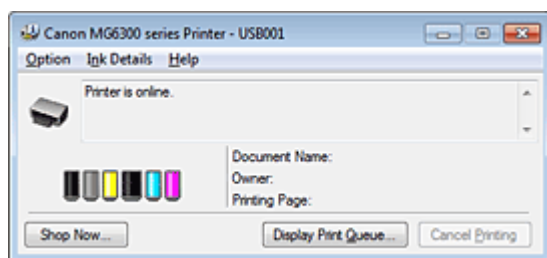 Canon MG6300 series Printer - USB001
Option Ink Details Help
Printer is online.
Document Name:
Owner:
Printing Page:
Shop Now... Display Print Queue... Cancel Printing